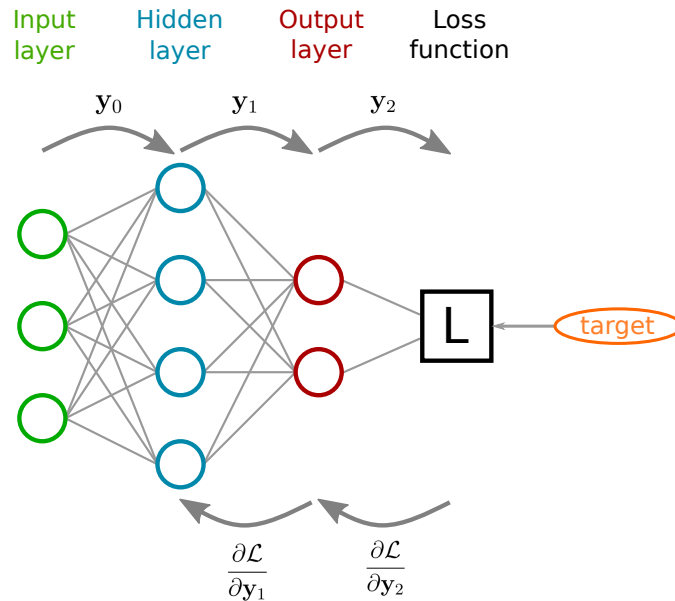 Input
layer
Hidden
layer
Output
layer
Loss
function
y₀
y₁
y₂
L
target
∂ℒ
∂y₁
∂ℒ
∂y₂